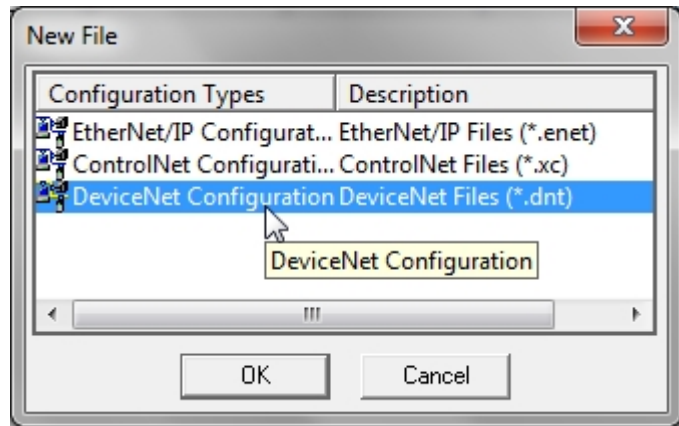 New File
Configuration Types Description
EtherNet/IP Configurat... EtherNet/IP Files (*.enet)
ControlNet Configurati... ControlNet Files (*.xc)
DeviceNet Configuration DeviceNet Files (*.dnt)
DeviceNet Configuration
OK Cancel